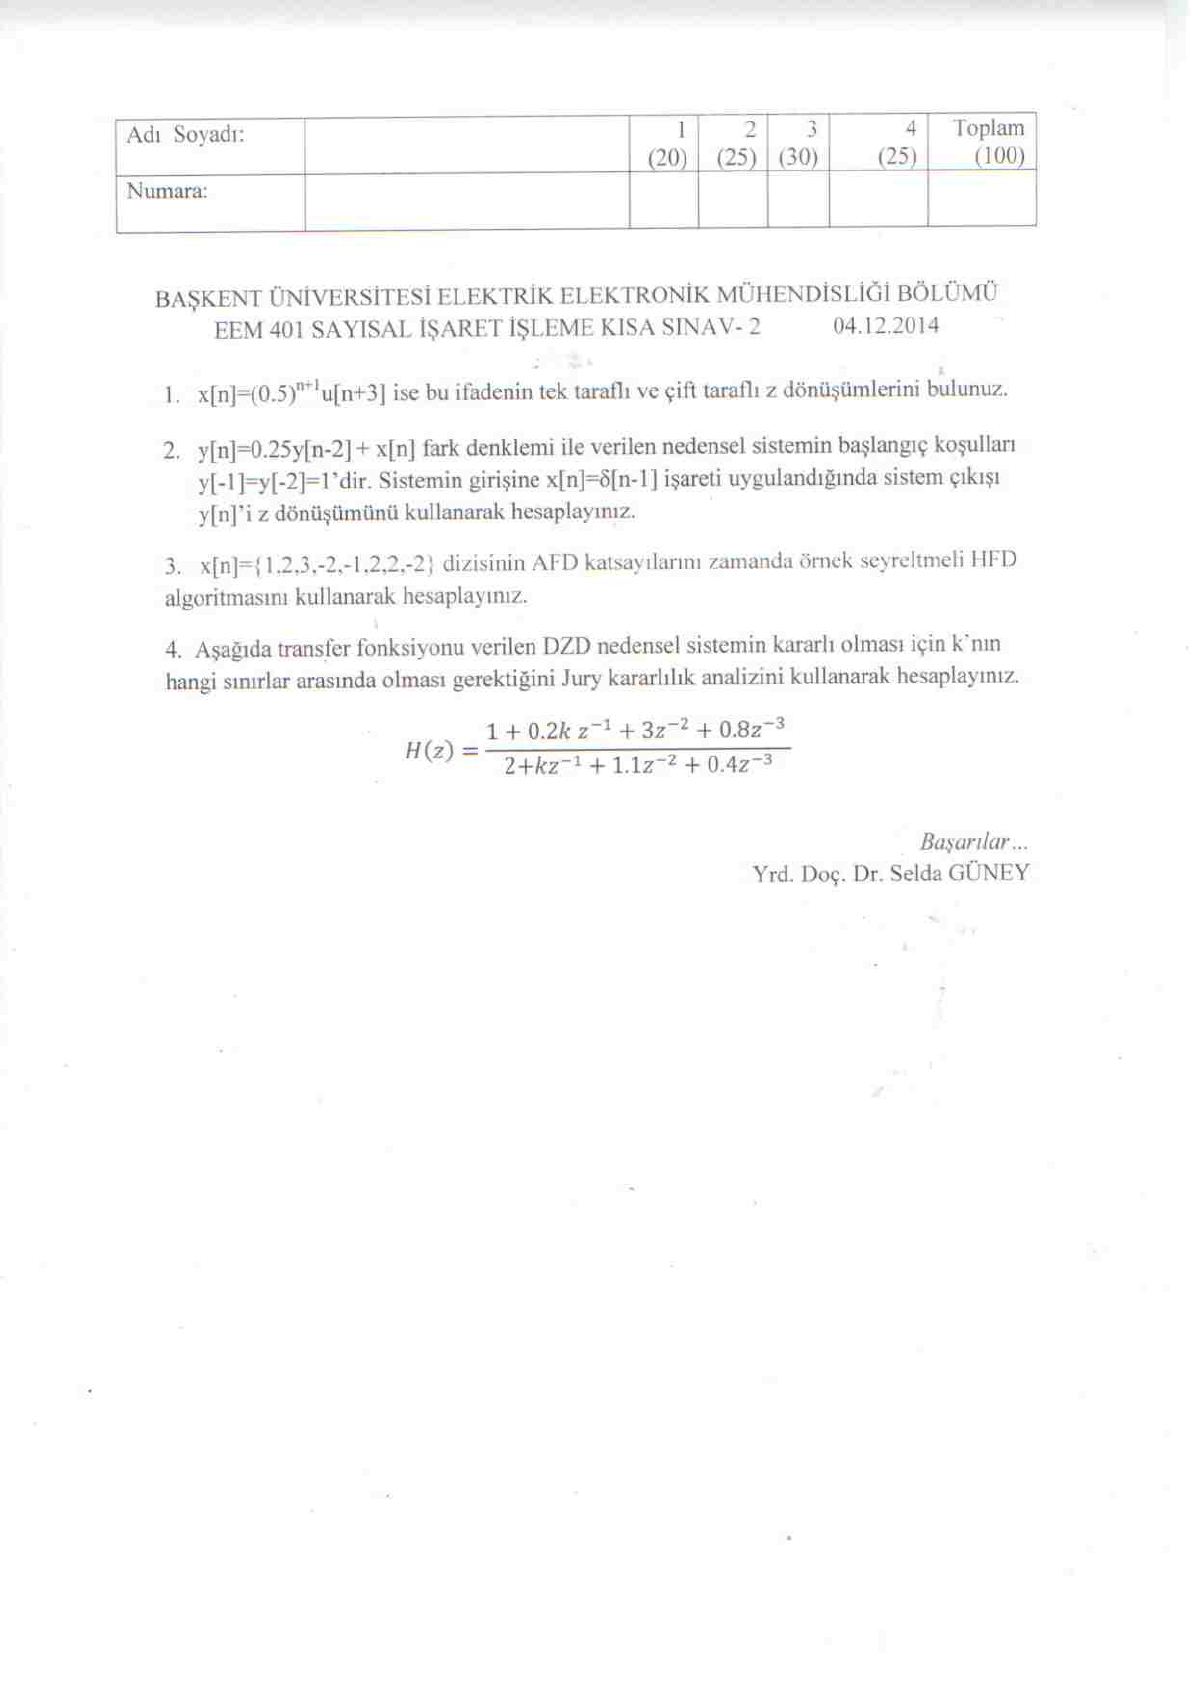 Adı Soyadı: 1 2 3 4 Toplam
(20) (25) (30) (25) (100)
Numara:
BAŞKENT ÜNİVERSİTESİ ELEKTRİK ELEKTRONİK MÜHENDİSLİĞİ BÖLÜMÜ
EEM 401 SAYISAL İŞARET İŞLEME KISA SINAV- 2 04.12.2014
1. x[n]=(0.5)ⁿ⁺¹u[n+3] ise bu ifadenin tek taraflı ve çift taraflı z dönüşümlerini bulunuz.
2. y[n]=0.25y[n-2]+ x[n] fark denklemi ile verilen nedensel sistemin başlangıç koşulları
y[-1]=y[-2]=1'dir. Sistemin girişine x[n]=δ[n-1] işareti uygulandığında sistem çıkışı
y[n]'i z dönüşümünü kullanarak hesaplayınız.
3. x[n]={1,2,3,-2,-1,2,2,-2} dizisinin AFD katsayılarını zamanda örnek seyreltmeli HFD
algoritmasını kullanarak hesaplayınız.
4. Aşağıda transfer fonksiyonu verilen DZD nedensel sistemin kararlı olması için k'nın
hangi sınırlar arasında olması gerektiğini Jury kararlılık analizini kullanarak hesaplayınız.
H(z) = \frac{1 + 0.2k z^{-1} + 3z^{-2} + 0.8z^{-3}}{2+kz^{-1} + 1.1z^{-2} + 0.4z^{-3}}
Başarılar...
Yrd. Doç. Dr. Selda GÜNEY